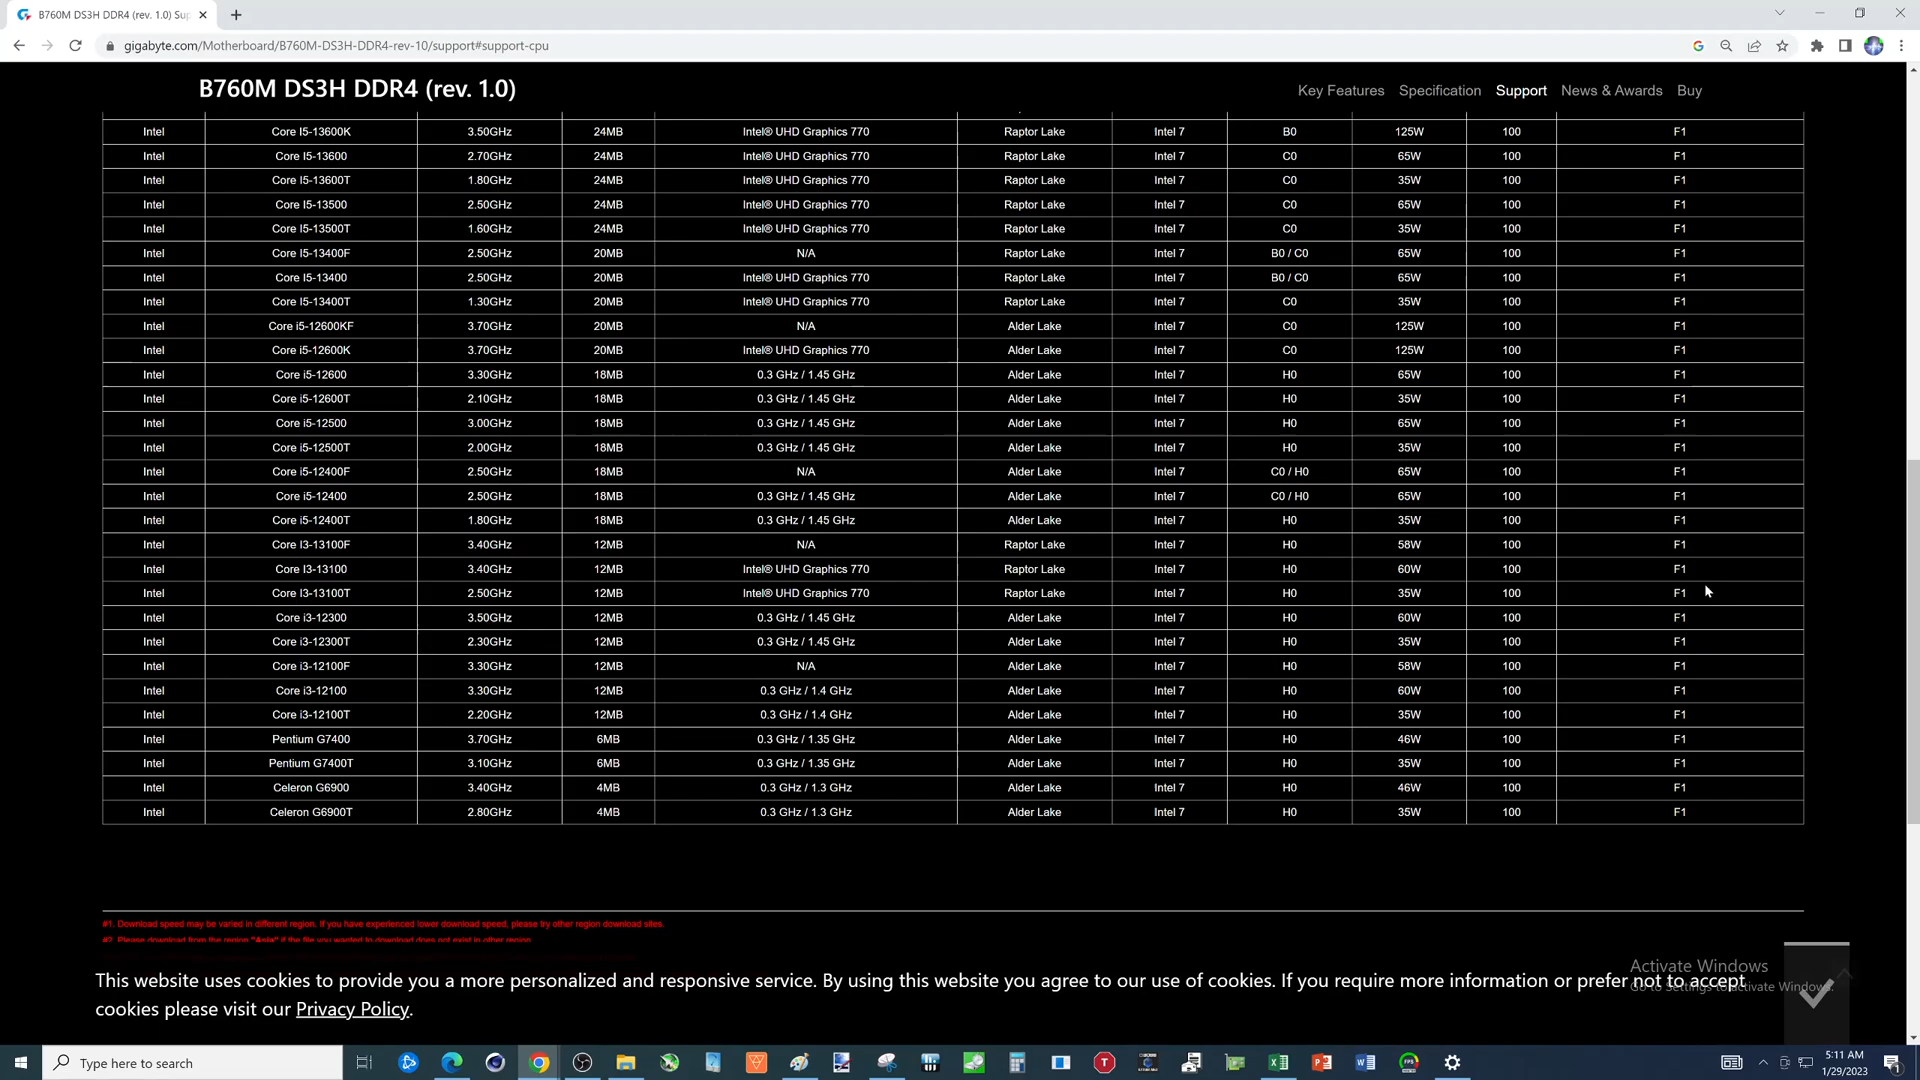 B760M DS3H DDR4 (rev. 1.0) Sup
gigabyte.com/Motherboard/B760M-DS3H-DDR4-rev-10/support#support-cpu
B760M DS3H DDR4 (rev. 1.0)
Key Features Specification Support News & Awards Buy
Intel Core I5-13600K 3.50GHz 24MB Intel® UHD Graphics 770 Raptor Lake Intel 7 B0 125W 100 F1
Intel Core I5-13600 2.70GHz 24MB Intel® UHD Graphics 770 Raptor Lake Intel 7 C0 65W 100 F1
Intel Core I5-13600T 1.80GHz 24MB Intel® UHD Graphics 770 Raptor Lake Intel 7 C0 35W 100 F1
Intel Core I5-13500 2.50GHz 24MB Intel® UHD Graphics 770 Raptor Lake Intel 7 C0 65W 100 F1
Intel Core I5-13500T 1.60GHz 24MB Intel® UHD Graphics 770 Raptor Lake Intel 7 C0 35W 100 F1
Intel Core I5-13400F 2.50GHz 20MB N/A Raptor Lake Intel 7 B0 / C0 65W 100 F1
Intel Core I5-13400 2.50GHz 20MB Intel® UHD Graphics 770 Raptor Lake Intel 7 B0 / C0 65W 100 F1
Intel Core I5-13400T 1.30GHz 20MB Intel® UHD Graphics 770 Raptor Lake Intel 7 C0 35W 100 F1
Intel Core i5-12600KF 3.70GHz 20MB N/A Alder Lake Intel 7 C0 125W 100 F1
Intel Core i5-12600K 3.70GHz 20MB Intel® UHD Graphics 770 Alder Lake Intel 7 C0 125W 100 F1
Intel Core i5-12600 3.30GHz 18MB 0.3 GHz / 1.45 GHz Alder Lake Intel 7 H0 65W 100 F1
Intel Core i5-12600T 2.10GHz 18MB 0.3 GHz / 1.45 GHz Alder Lake Intel 7 H0 35W 100 F1
Intel Core i5-12500 3.00GHz 18MB 0.3 GHz / 1.45 GHz Alder Lake Intel 7 H0 65W 100 F1
Intel Core i5-12500T 2.00GHz 18MB 0.3 GHz / 1.45 GHz Alder Lake Intel 7 H0 35W 100 F1
Intel Core i5-12400F 2.50GHz 18MB N/A Alder Lake Intel 7 C0 / H0 65W 100 F1
Intel Core i5-12400 2.50GHz 18MB 0.3 GHz / 1.45 GHz Alder Lake Intel 7 C0 / H0 65W 100 F1
Intel Core i5-12400T 1.80GHz 18MB 0.3 GHz / 1.45 GHz Alder Lake Intel 7 H0 35W 100 F1
Intel Core I3-13100F 3.40GHz 12MB N/A Raptor Lake Intel 7 H0 58W 100 F1
Intel Core I3-13100 3.40GHz 12MB Intel® UHD Graphics 770 Raptor Lake Intel 7 H0 60W 100 F1
Intel Core I3-13100T 2.50GHz 12MB Intel® UHD Graphics 770 Raptor Lake Intel 7 H0 35W 100 F1
Intel Core i3-12300 3.50GHz 12MB 0.3 GHz / 1.45 GHz Alder Lake Intel 7 H0 60W 100 F1
Intel Core i3-12300T 2.30GHz 12MB 0.3 GHz / 1.45 GHz Alder Lake Intel 7 H0 35W 100 F1
Intel Core i3-12100F 3.30GHz 12MB N/A Alder Lake Intel 7 H0 58W 100 F1
Intel Core i3-12100 3.30GHz 12MB 0.3 GHz / 1.4 GHz Alder Lake Intel 7 H0 60W 100 F1
Intel Core i3-12100T 2.20GHz 12MB 0.3 GHz / 1.4 GHz Alder Lake Intel 7 H0 35W 100 F1
Intel Pentium G7400 3.70GHz 6MB 0.3 GHz / 1.35 GHz Alder Lake Intel 7 H0 46W 100 F1
Intel Pentium G7400T 3.10GHz 6MB 0.3 GHz / 1.35 GHz Alder Lake Intel 7 H0 35W 100 F1
Intel Celeron G6900 3.40GHz 4MB 0.3 GHz / 1.3 GHz Alder Lake Intel 7 H0 46W 100 F1
Intel Celeron G6900T 2.80GHz 4MB 0.3 GHz / 1.3 GHz Alder Lake Intel 7 H0 35W 100 F1
#1. Download speed may be varied in different region. If you have experienced lower download speed, please try other region download sites.
#2. Please download from the region "Asia" if the file you wanted to download does not exist in other region.
This website uses cookies to provide you a more personalized and responsive service. By using this website you agree to our use of cookies. If you require more information or prefer not to accept
cookies please visit our Privacy Policy.
Activate Windows
Go to Settings to activate Windows.
Type here to search
5:11 AM
1/29/2023